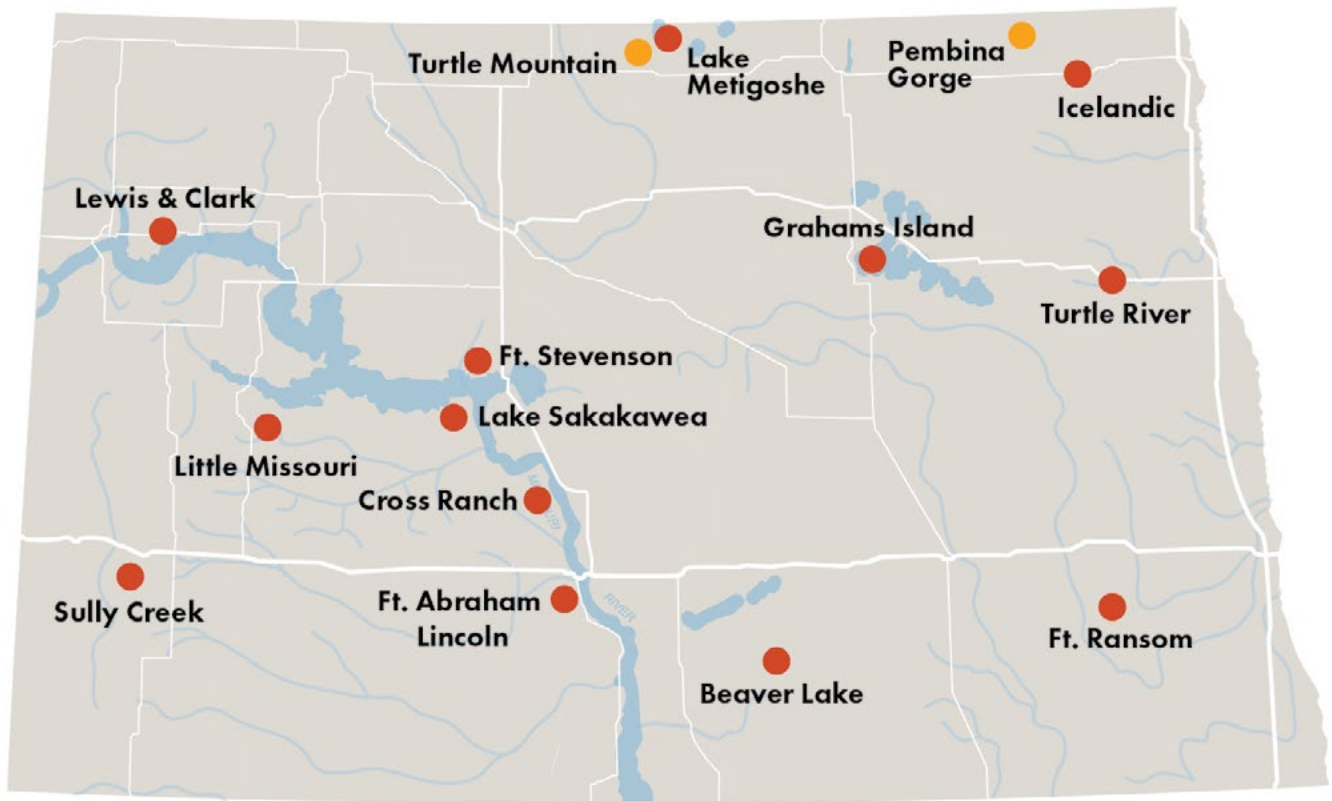 Turtle Mountain
Lake
Metigoshe
Pembina
Gorge
Icelandic
Lewis & Clark
Grahams Island
Turtle River
Ft. Stevenson
Lake Sakakawea
Little Missouri
Cross Ranch
Sully Creek
Ft. Abraham
Lincoln
RIVER
Ft. Ransom
Beaver Lake